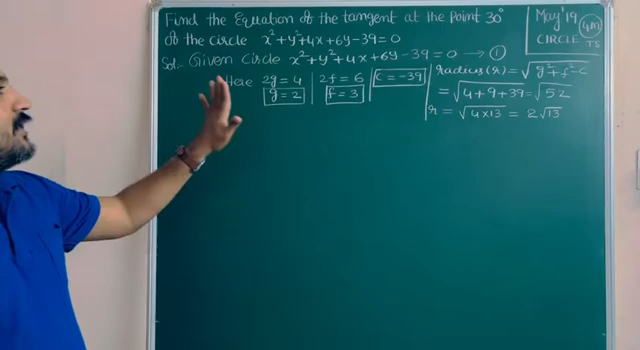 Find the Equation of the tangent at the Point 30°
of the circle x²+y²+4x+6y-39=0
May'19
4M
CIRCLE TS
Sol:- Given Circle x²+y²+4x+6y-39=0 → ①
Here 2g=4 | 2f=6 | c=-39
g=2 f=3
radius(r) = √g²+f²-c
= √4+9+39 = √52
r = √4×13 = 2√13